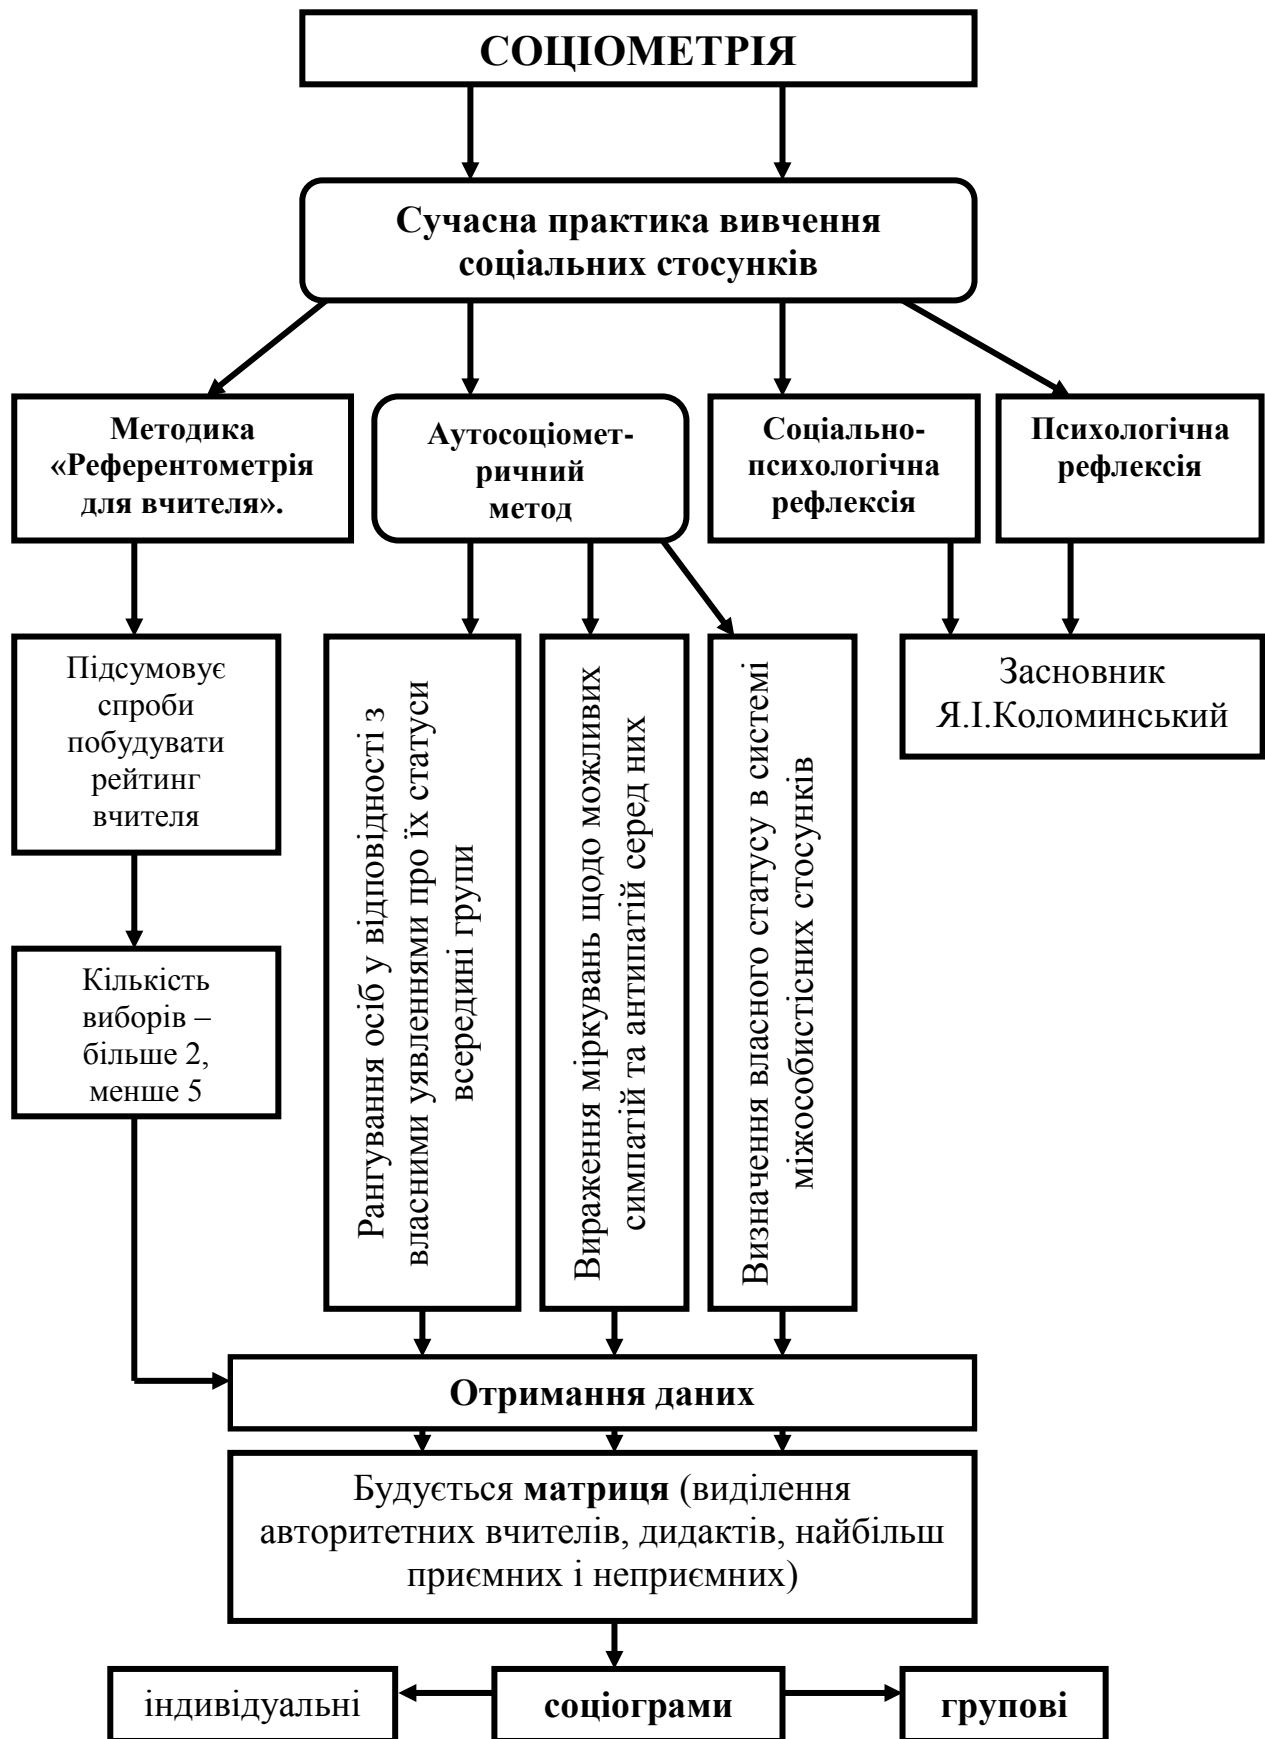 СОЦІОМЕТРІЯ
Сучасна практика вивчення
соціальних стосунків
Методика
«Референтометрія
для вчителя».
Аутосоціомет-
ричний
метод
Соціально-
психологічна
рефлексія
Психологічна
рефлексія
Підсумовує
спроби
побудувати
рейтинг
вчителя
Рангування осіб у відповідності з
власними уявленнями про їх статуси
всередині групи
Вираження міркувань щодо можливих
симпатій та антипатій серед них
Визначення власного статусу в системі
міжособистісних стосунків
Засновник
Я.І.Коломинський
Кількість
виборів –
більше 2,
менше 5
Отримання даних
Будується матриця (виділення
авторитетних вчителів, дидактів, найбільш
приємних і неприємних)
індивідуальні
соціограми
групові